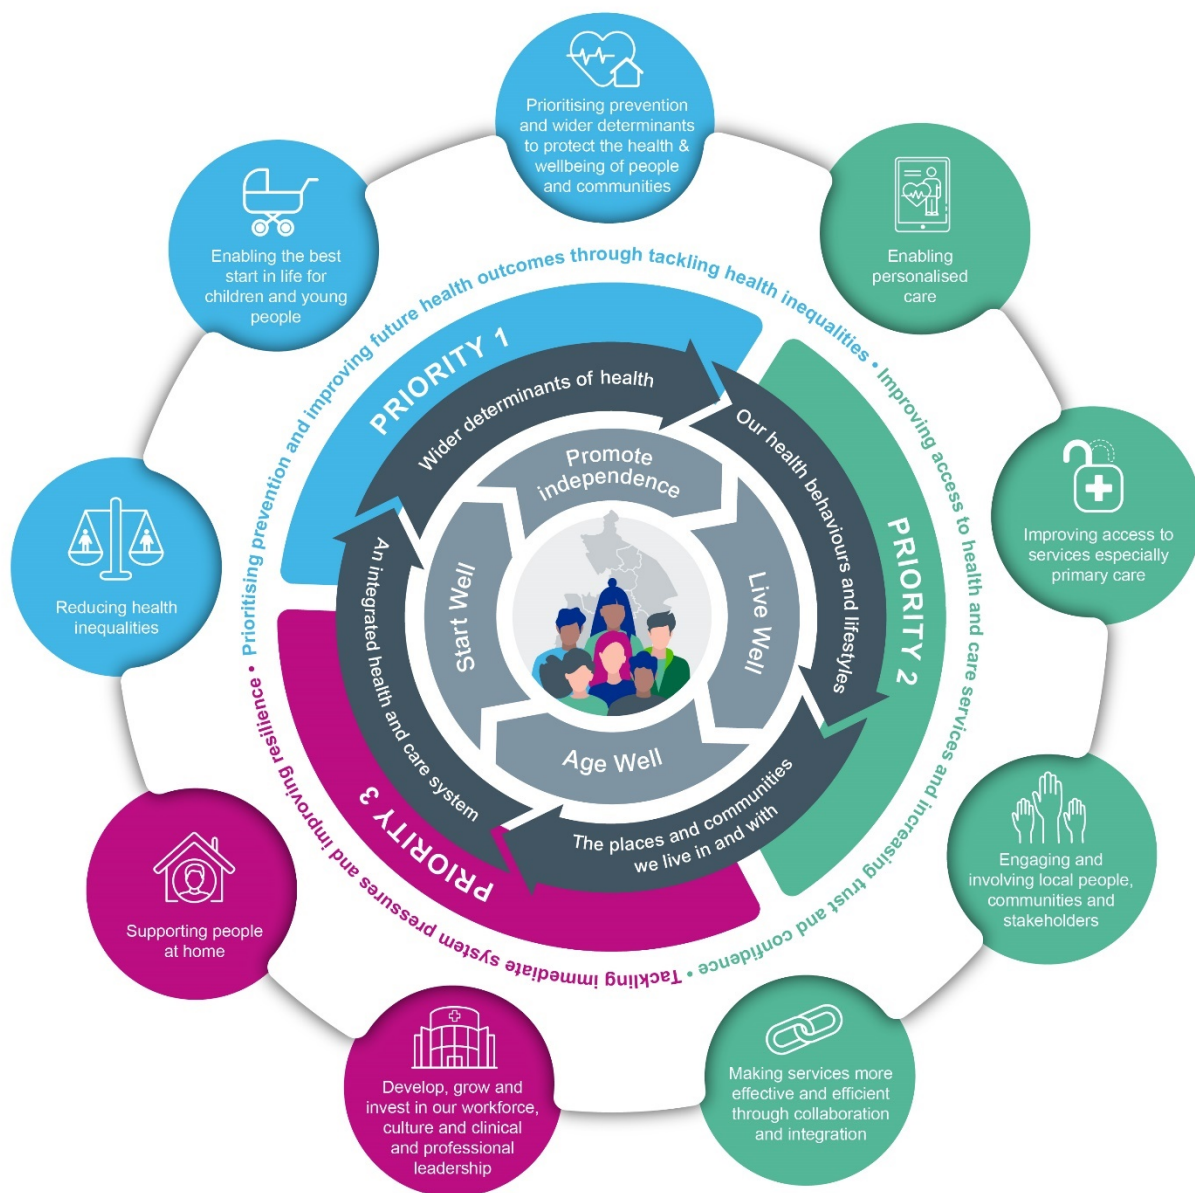 Prioritising prevention
and wider determinants
to protect the health &
wellbeing of people
and communities
Enabling
personalised
care
Improving access to
services especially
primary care
Engaging and
involving local people,
communities and
stakeholders
Making services more
effective and efficient
through collaboration
and integration
Develop, grow and
invest in our workforce,
culture and clinical
and professional
leadership
Supporting people
at home
Reducing health
inequalities
Enabling the best
start in life for
children and young
people
• Prioritising prevention and improving future health outcomes through tackling health inequalities
• Improving access to health and care services and increasing trust and confidence
• Tackling immediate system pressures and improving resilience
PRIORITY 1
PRIORITY 2
PRIORITY 3
Wider determinants of health
Our health behaviours and lifestyles
The places and communities
we live in and with
An integrated health and care system
Promote
independence
Live Well
Age Well
Start Well